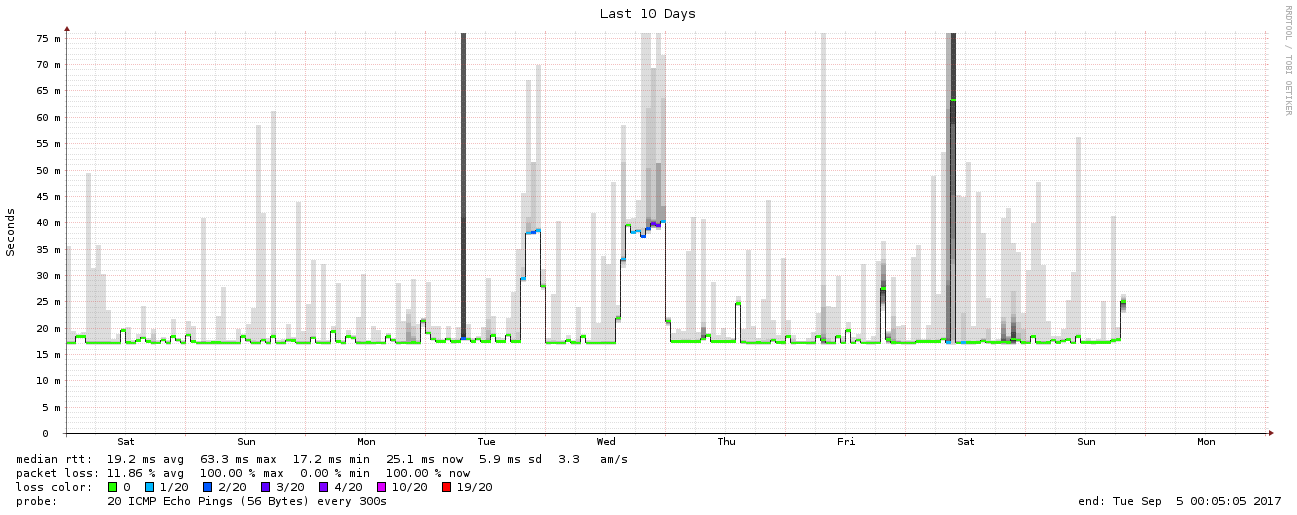 Last 10 Days
RRDTOOL / TOBI OETIKER
Seconds
75 m
70 m
65 m
60 m
55 m
50 m
45 m
40 m
35 m
30 m
25 m
20 m
15 m
10 m
5 m
0
Sat Sun Mon Tue Wed Thu Fri Sat Sun Mon
median rtt: 19.2 ms avg 63.3 ms max 17.2 ms min 25.1 ms now 5.9 ms sd 3.3 am/s
packet loss: 11.86 % avg 100.00 % max 0.00 % min 100.00 % now
loss color: 0 1/20 2/20 3/20 4/20 10/20 19/20
probe: 20 ICMP Echo Pings (56 Bytes) every 300s end: Tue Sep 5 00:05:05 2017